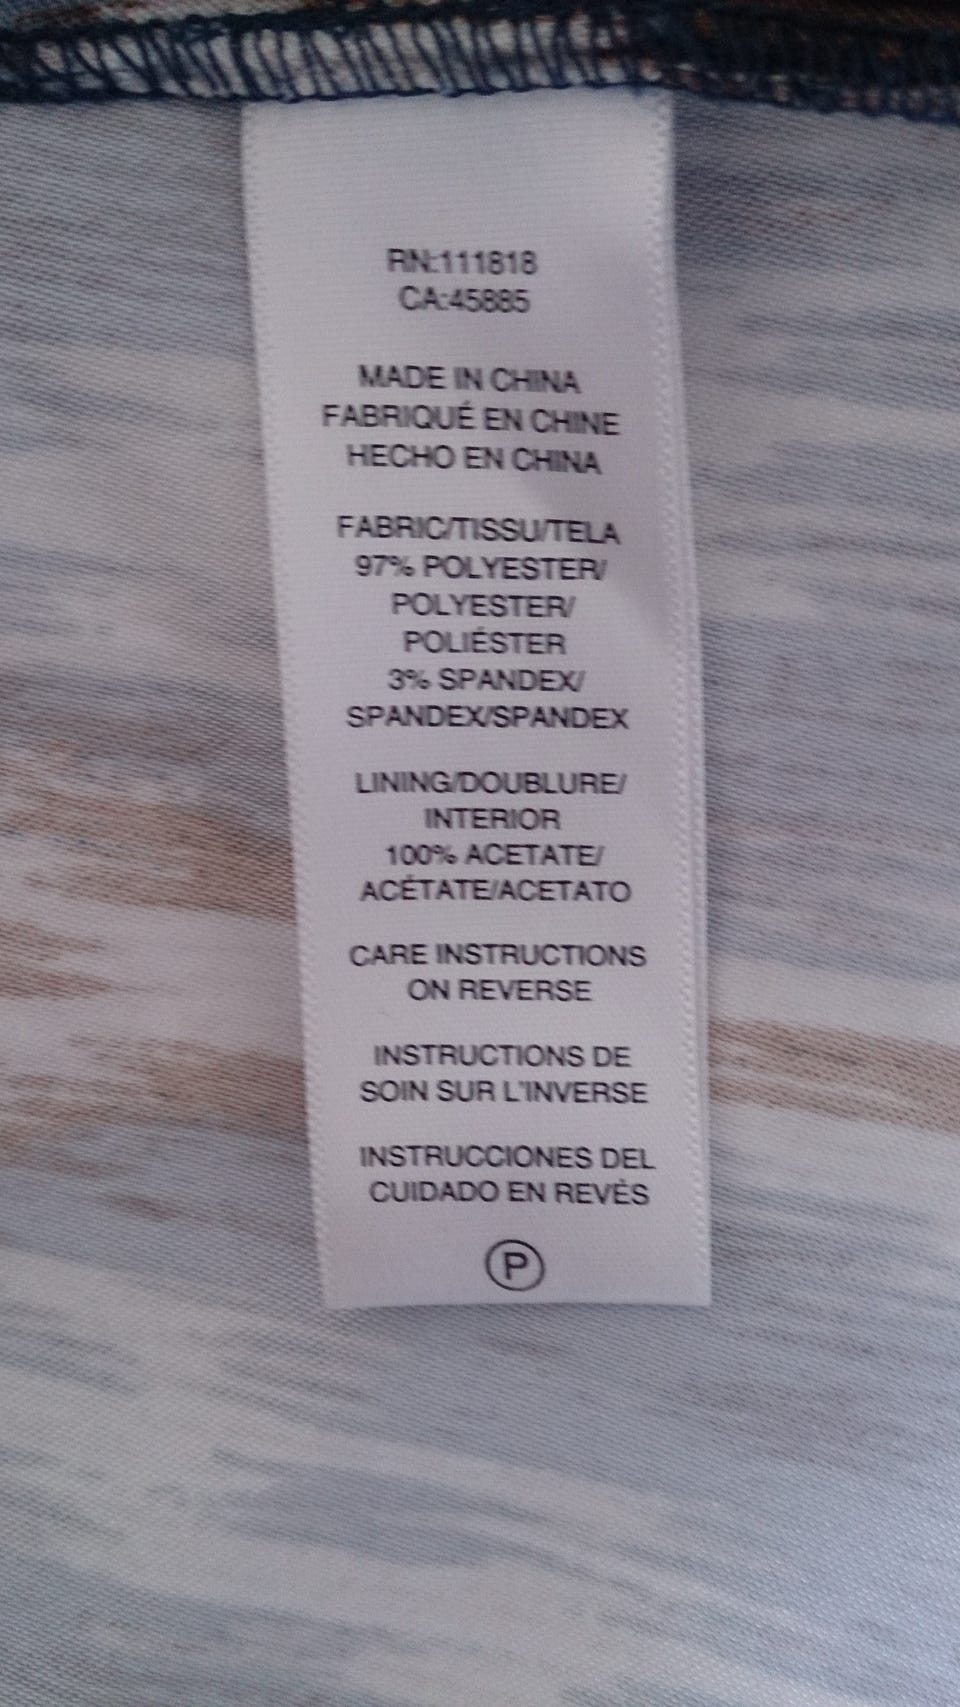 RN:111818
CA:45885
MADE IN CHINA
FABRIQUÉ EN CHINE
HECHO EN CHINA
FABRIC/TISSU/TELA
97% POLYESTER/
POLYESTER/
POLIÉSTER
3% SPANDEX/
SPANDEX/SPANDEX
LINING/DOUBLURE/
INTERIOR
100% ACETATE/
ACÉTATE/ACETATO
CARE INSTRUCTIONS
ON REVERSE
INSTRUCTIONS DE
SOIN SUR L'INVERSE
INSTRUCCIONES DEL
CUIDADO EN REVÉS
P